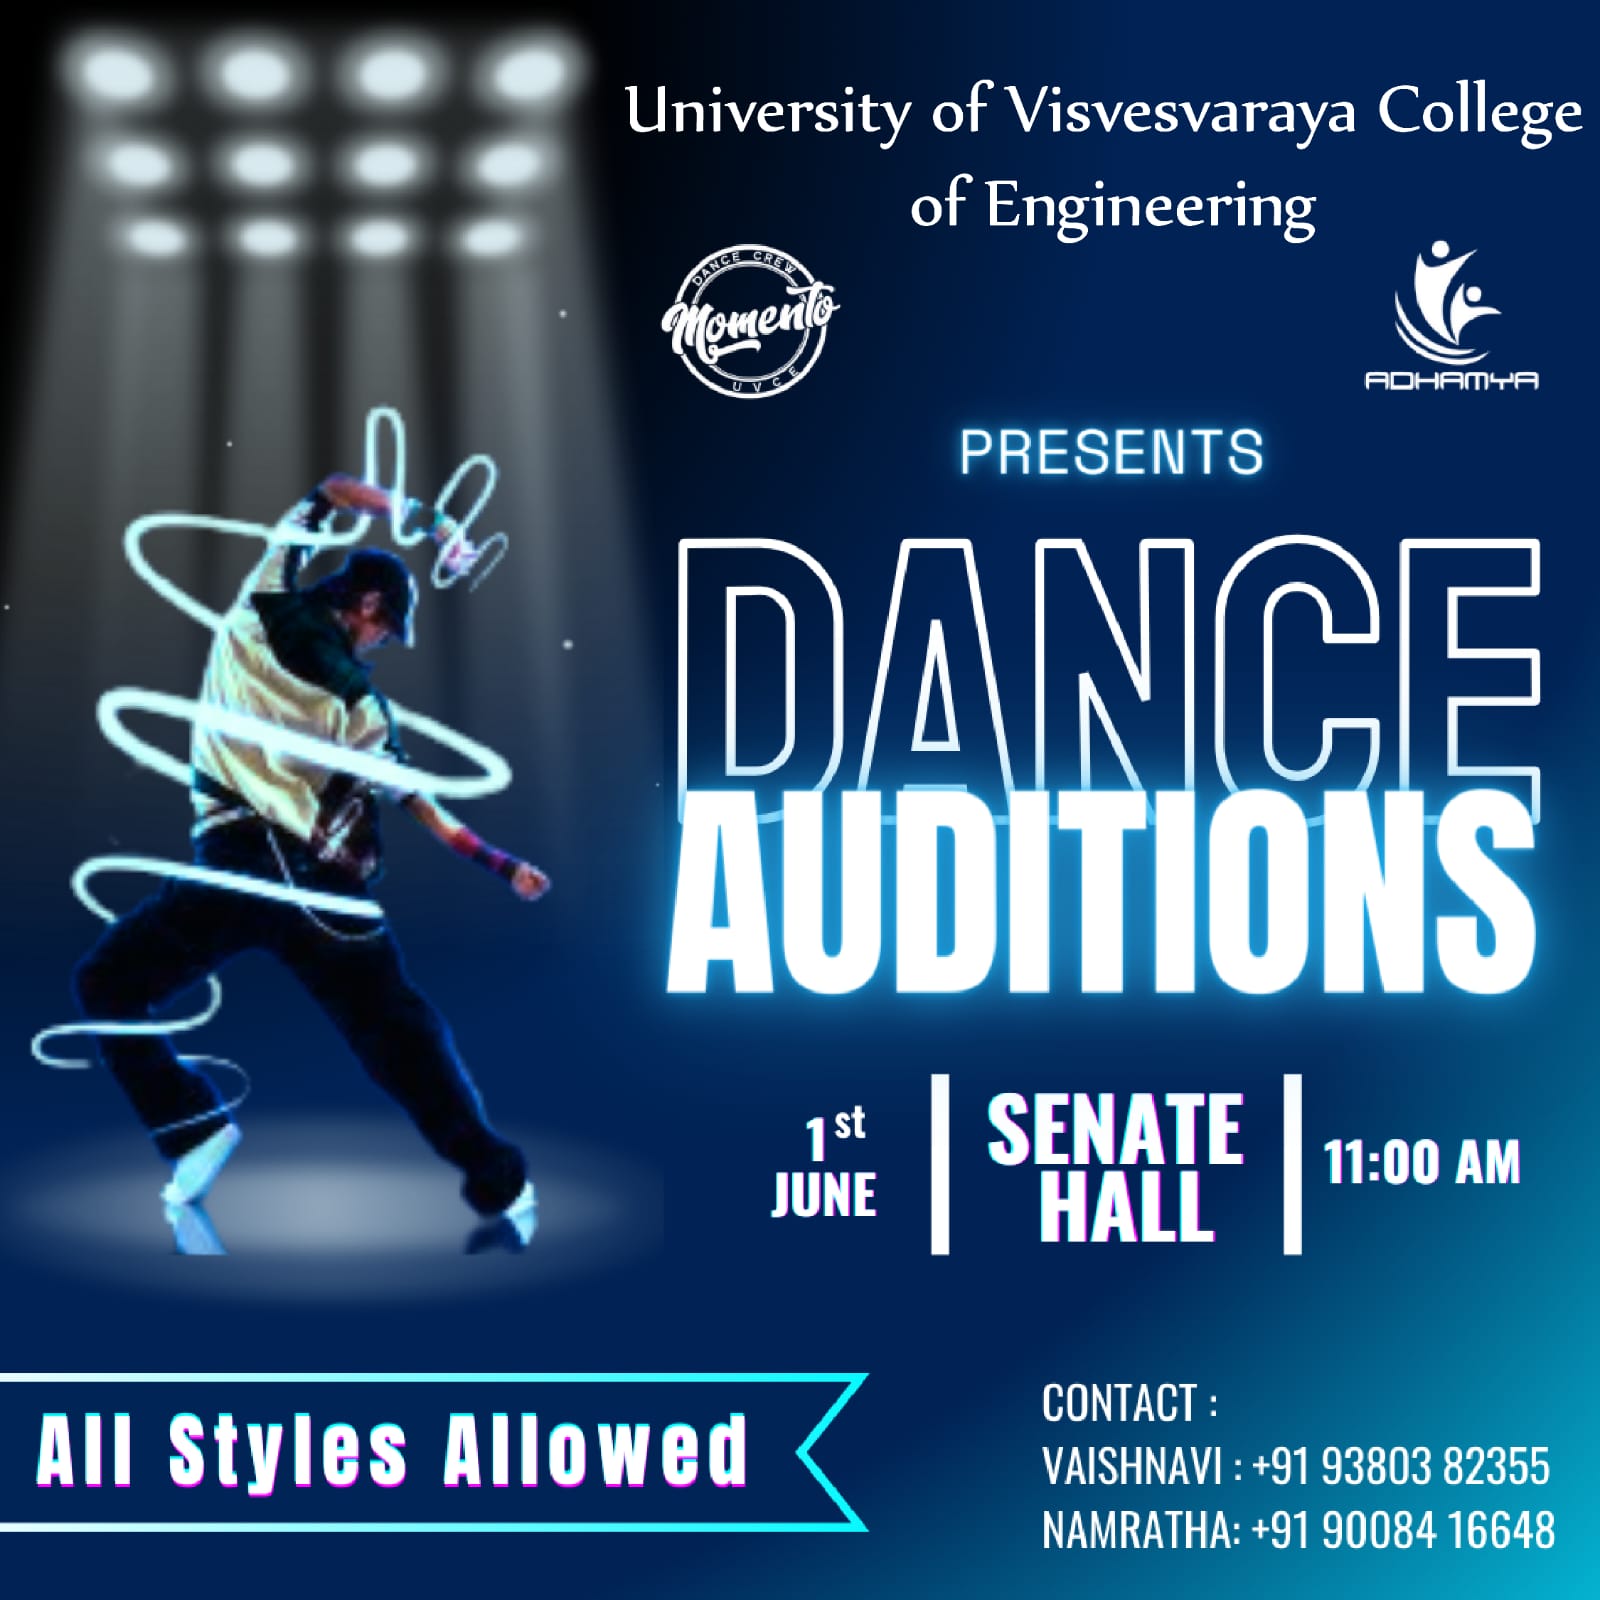 University of Visvesvaraya College
of Engineering
DANCE CREW
Momento
UVCE
ADHAMYA
PRESENTS
DANCE
AUDITIONS
1st
JUNE
SENATE
HALL
11:00 AM
All Styles Allowed
CONTACT :
VAISHNAVI : +91 93803 82355
NAMRATHA: +91 90084 16648